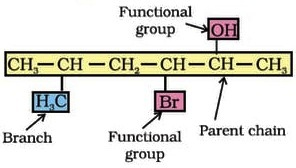 Functional
group
OH
CH₃—CH—CH₂—CH—CH—CH₃
H₃C
Br
Branch
Functional
group
Parent chain